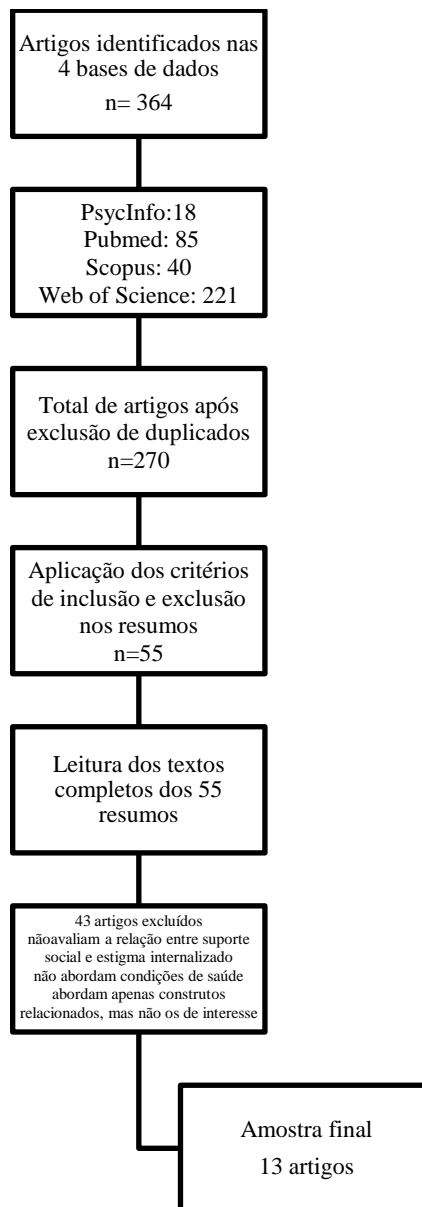 Artigos identificados nas
4 bases de dados
n= 364
PsycInfo:18
Pubmed: 85
Scopus: 40
Web of Science: 221
Total de artigos após
exclusão de duplicados
n=270
Aplicação dos critérios
de inclusão e exclusão
nos resumos
n=55
Leitura dos textos
completos dos 55
resumos
43 artigos excluídos
nãoavaliam a relação entre suporte
social e estigma internalizado
não abordam condições de saúde
abordam apenas construtos
relacionados, mas não os de interesse
Amostra final
13 artigos